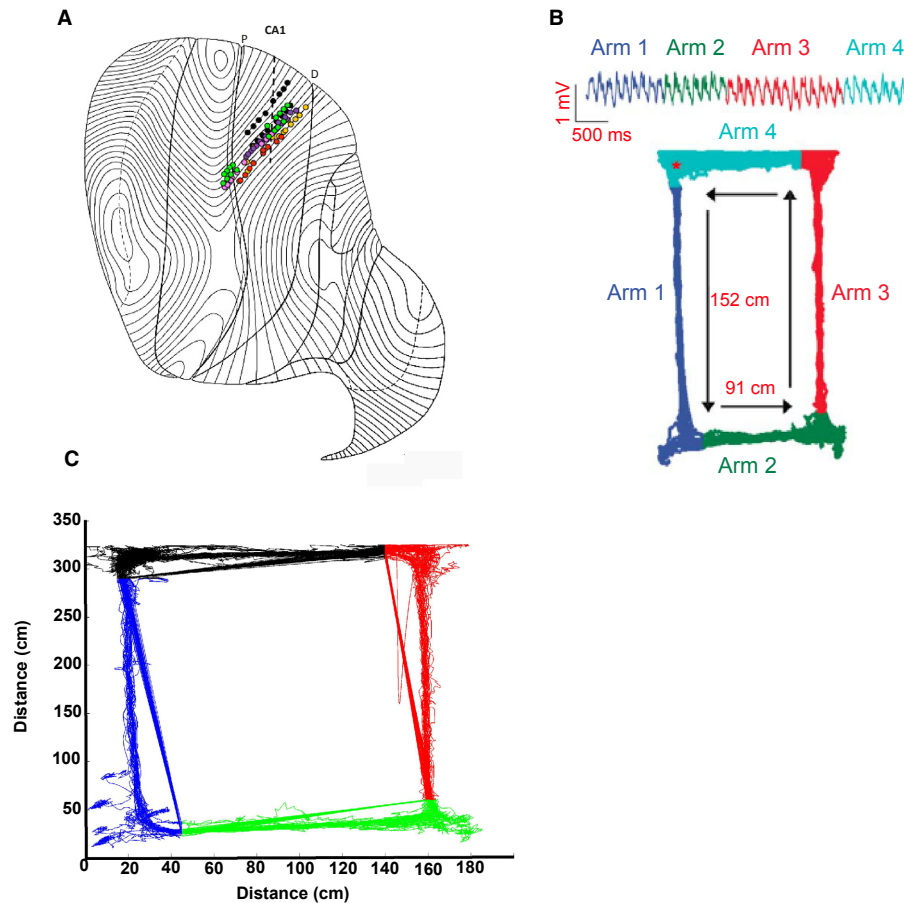 A
P
CA1
D
B
Arm 1 Arm 2 Arm 3 Arm 4
1 mV
500 ms
Arm 4
Arm 1
152 cm
Arm 3
91 cm
Arm 2
C
350
300
250
200
150
100
50
0 20 40 60 80 100 120 140 160 180
Distance (cm)
Distance (cm)